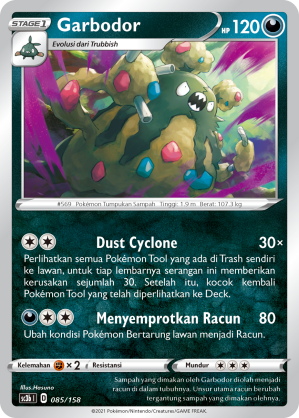 STAGE 1 Garbodor HP 120
Evolusi dari Trubbish
#569 Pokémon Tumpukan Sampah Tinggi: 1.9 m Berat: 107.3 kg
Dust Cyclone 30×
Perlihatkan semua Pokémon Tool yang ada di Trash sendiri
ke lawan, untuk tiap lembarnya serangan ini memberikan
kerusakan sejumlah 30. Setelah itu, kocok kembali
Pokémon Tool yang telah diperlihatkan ke Deck.
Menyemprotkan Racun 80
Ubah kondisi Pokémon Bertarung lawan menjadi Racun.
Kelemahan × 2 Resistansi Mundur
Illus. Hosuno
sc3b I D 085/158
Sampah yang dimakan oleh Garbodor diolah menjadi
racun di dalam tubuhnya. Unsur utama racun berubah
tergantung sampah yang dimakan olehnya.
©2021 Pokémon/Nintendo/Creatures/GAME FREAK